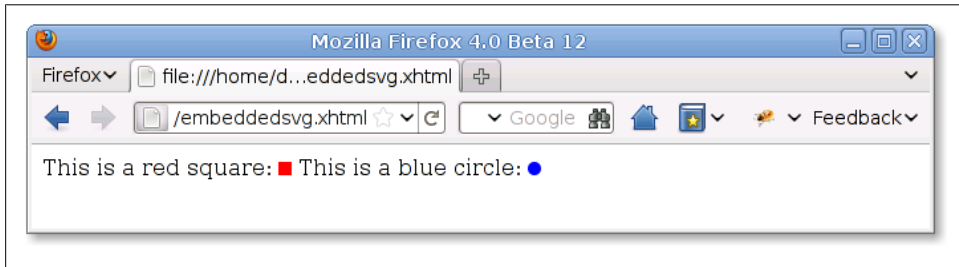 Mozilla Firefox 4.0 Beta 12
Firefox file:///home/d...eddedsvg.xhtml
/embeddedsvg.xhtml Google Feedback
This is a red square: This is a blue circle: